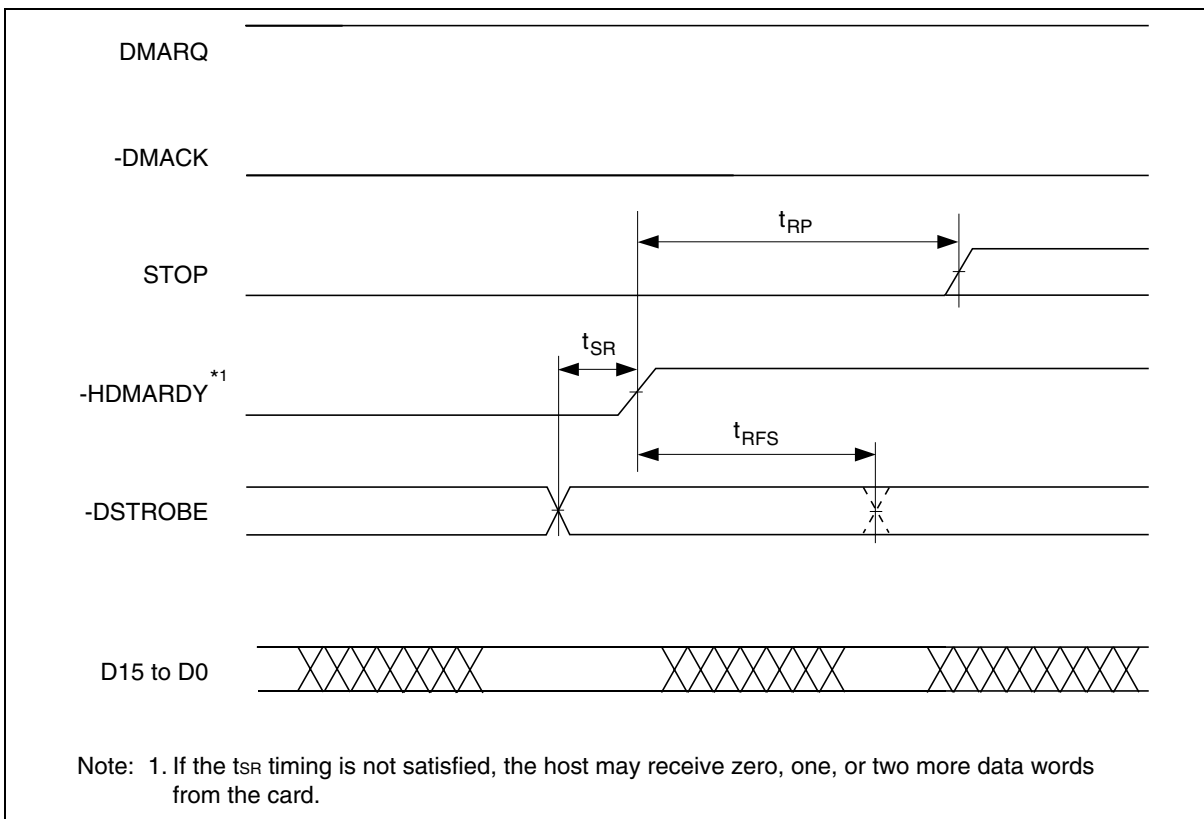 DMARQ
-DMACK
tRP
STOP
tSR
-HDMARDY*1
tRFS
-DSTROBE
D15 to D0
Note: 1. If the tSR timing is not satisfied, the host may receive zero, one, or two more data words
from the card.